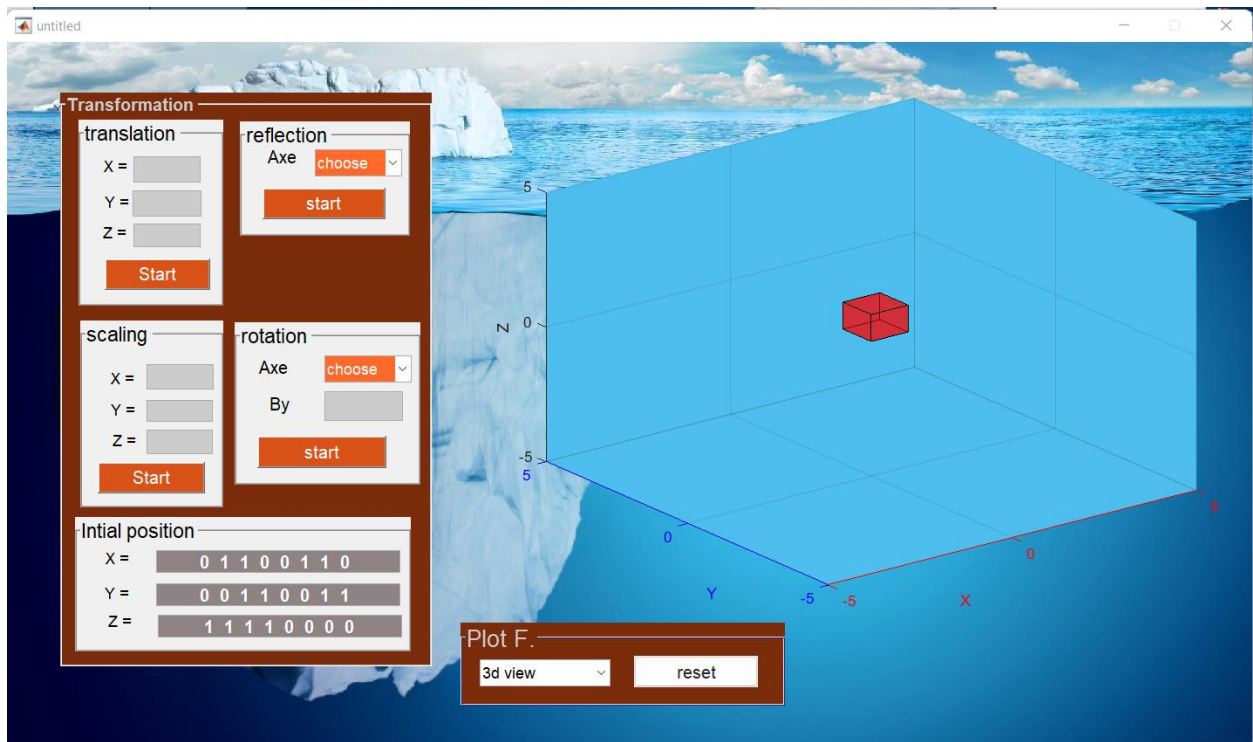 untitled
Transformation
translation
X =
Y =
Z =
Start
reflection
Axe choose
start
scaling
X =
Y =
Z =
Start
rotation
Axe choose
By
start
Intial position
X = 0 1 1 0 0 1 1 0
Y = 0 0 1 1 0 0 1 1
Z = 1 1 1 1 0 0 0 0
5
Z 0
-5
5
0
Y
-5
-5
X
0
5
Plot F.
3d view reset